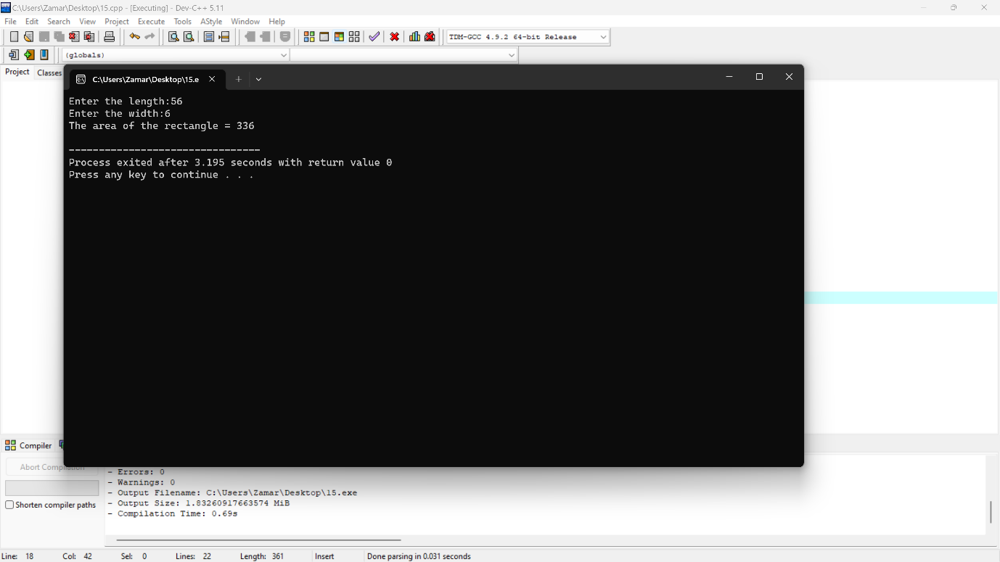 C:\Users\Zamar\Desktop\15.cpp - [Executing] - Dev-C++ 5.11
File Edit Search View Project Execute Tools AStyle Window Help
TDM-GCC 4.9.2 64-bit Release
(globals)
Project Classes
C:\Users\Zamar\Desktop\15.e
Enter the length:56
Enter the width:6
The area of the rectangle = 336
--------------------------------
Process exited after 3.195 seconds with return value 0
Press any key to continue . . .
Compiler
Abort Compilation
Shorten compiler paths
- Errors: 0
- Warnings: 0
- Output Filename: C:\Users\Zamar\Desktop\15.exe
- Output Size: 1.83260917663574 MiB
- Compilation Time: 0.69s
Line: 18 Col: 42 Sel: 0 Lines: 22 Length: 361 Insert Done parsing in 0.031 seconds